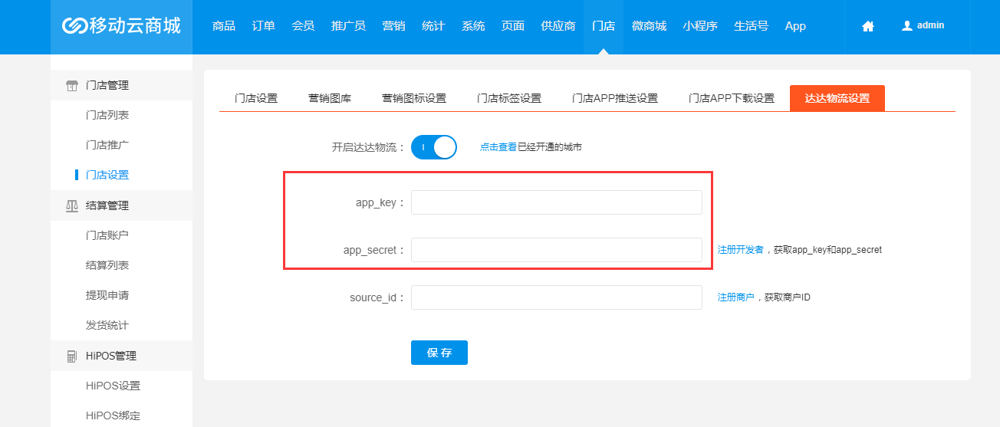 移动云商城
商品 订单 会员 推广员 营销 统计 系统 页面 供应商 门店 微商城 小程序 生活号 App admin
门店管理
门店列表
门店推广
门店设置
结算管理
门店账户
结算列表
提现申请
发货统计
HiPOS管理
HiPOS设置
HiPOS绑定
门店设置 营销图库 营销图标设置 门店标签设置 门店APP推送设置 门店APP下载设置 达达物流设置
开启达达物流： 点击查看已经开通的城市
app_key：
app_secret： 注册开发者，获取app_key和app_secret
source_id： 注册商户，获取商户ID
保 存